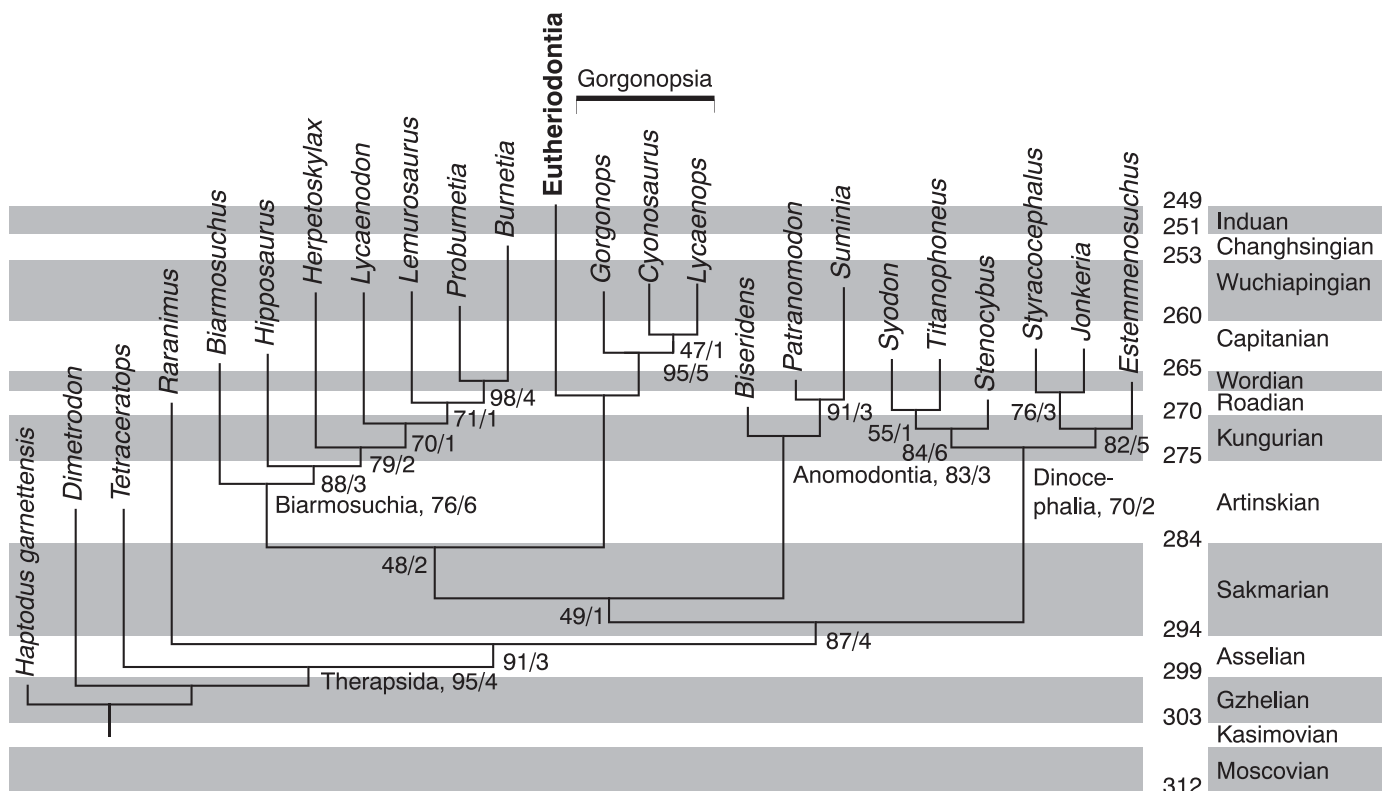 Eutheriodontia
Gorgonopsia
Haptodus garnettensis
Dimetrodon
Tetraceratops
Raranimus
Biarmosuchus
Hipposaurus
Herpetoskylax
Lycaenodon
Lemurosaurus
Proburnetia
Burnetia
Gorgonops
Cyonosaurus
Lycaenops
Biseridens
Patranomodon
Suminia
Syodon
Titanophoneus
Stenocybus
Styracocephalus
Jonkeria
Estemmenosuchus
47/1
95/5
98/4
71/1
70/1
79/2
88/3
Biarmosuchia, 76/6
91/3
Anomodontia, 83/3
55/1
84/6
76/3
82/5
Dinoce-
phalia, 70/2
48/2
49/1
87/4
91/3
Therapsida, 95/4
249
Induan
251
Changhsingian
253
Wuchiapingian
260
Capitanian
265
Wordian
Roadian
270
Kungurian
275
Artinskian
284
Sakmarian
294
Asselian
299
Gzhelian
303
Kasimovian
Moscovian
312